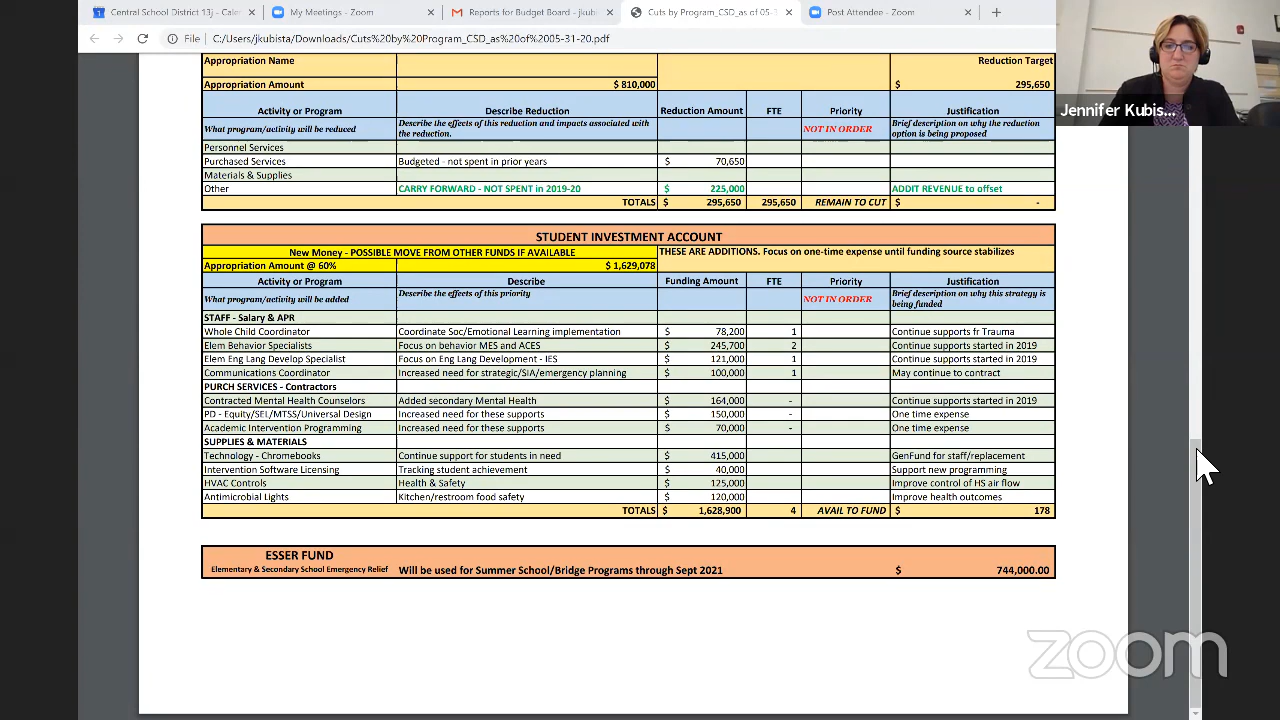 Central School District 13j - Cale
My Meetings - Zoom
Reports for Budget Board - jkubi
Cuts by Program_CSD_as of 05-3
Post Attendee - Zoom
File C:/Users/jkubista/Downloads/Cuts%20by%20Program_CSD_as%20of%2005-31-20.pdf
Jennifer Kubis...
Appropriation Name Reduction Target
Appropriation Amount $ 810,000 $ 295,650
Activity or Program Describe Reduction Reduction Amount FTE Priority Justification
What program/activity will be reduced Describe the effects of this reduction and impacts associated with the reduction. NOT IN ORDER Brief description on why the reduction option is being proposed
Personnel Services
Purchased Services Budgeted - not spent in prior years $ 70,650
Materials & Supplies
Other CARRY FORWARD - NOT SPENT in 2019-20 $ 225,000 ADDIT REVENUE to offset
TOTALS $ 295,650 295,650 REMAIN TO CUT $ -
STUDENT INVESTMENT ACCOUNT
New Money - POSSIBLE MOVE FROM OTHER FUNDS IF AVAILABLE THESE ARE ADDITIONS. Focus on one-time expense until funding source stabilizes
Appropriation Amount @ 60% $ 1,629,078
Activity or Program Describe Funding Amount FTE Priority Justification
What program/activity will be added Describe the effects of this priority NOT IN ORDER Brief description on why this strategy is being funded
STAFF - Salary & APR
Whole Child Coordinator Coordinate Soc/Emotional Learning implementation $ 78,200 1 Continue supports fr Trauma
Elem Behavior Specialists Focus on behavior MES and ACES $ 245,700 2 Continue supports started in 2019
Elem Eng Lang Develop Specialist Focus on Eng Lang Development - IES $ 121,000 1 Continue supports started in 2019
Communications Coordinator Increased need for strategic/SIA/emergency planning $ 100,000 1 May continue to contract
PURCH SERVICES - Contractors
Contracted Mental Health Counselors Added secondary Mental Health $ 164,000 - Continue supports started in 2019
PD - Equity/SEL/MTSS/Universal Design Increased need for these supports $ 150,000 - One time expense
Academic Intervention Programming Increased need for these supports $ 70,000 - One time expense
SUPPLIES & MATERIALS
Technology - Chromebooks Continue support for students in need $ 415,000 GenFund for staff/replacement
Intervention Software Licensing Tracking student achievement $ 40,000 Support new programming
HVAC Controls Health & Safety $ 125,000 Improve control of HS air flow
Antimicrobial Lights Kitchen/restroom food safety $ 120,000 Improve health outcomes
TOTALS $ 1,628,900 4 AVAIL TO FUND $ 178
ESSER FUND
Elementary & Secondary School Emergency Relief Will be used for Summer School/Bridge Programs through Sept 2021 $ 744,000.00
zoom